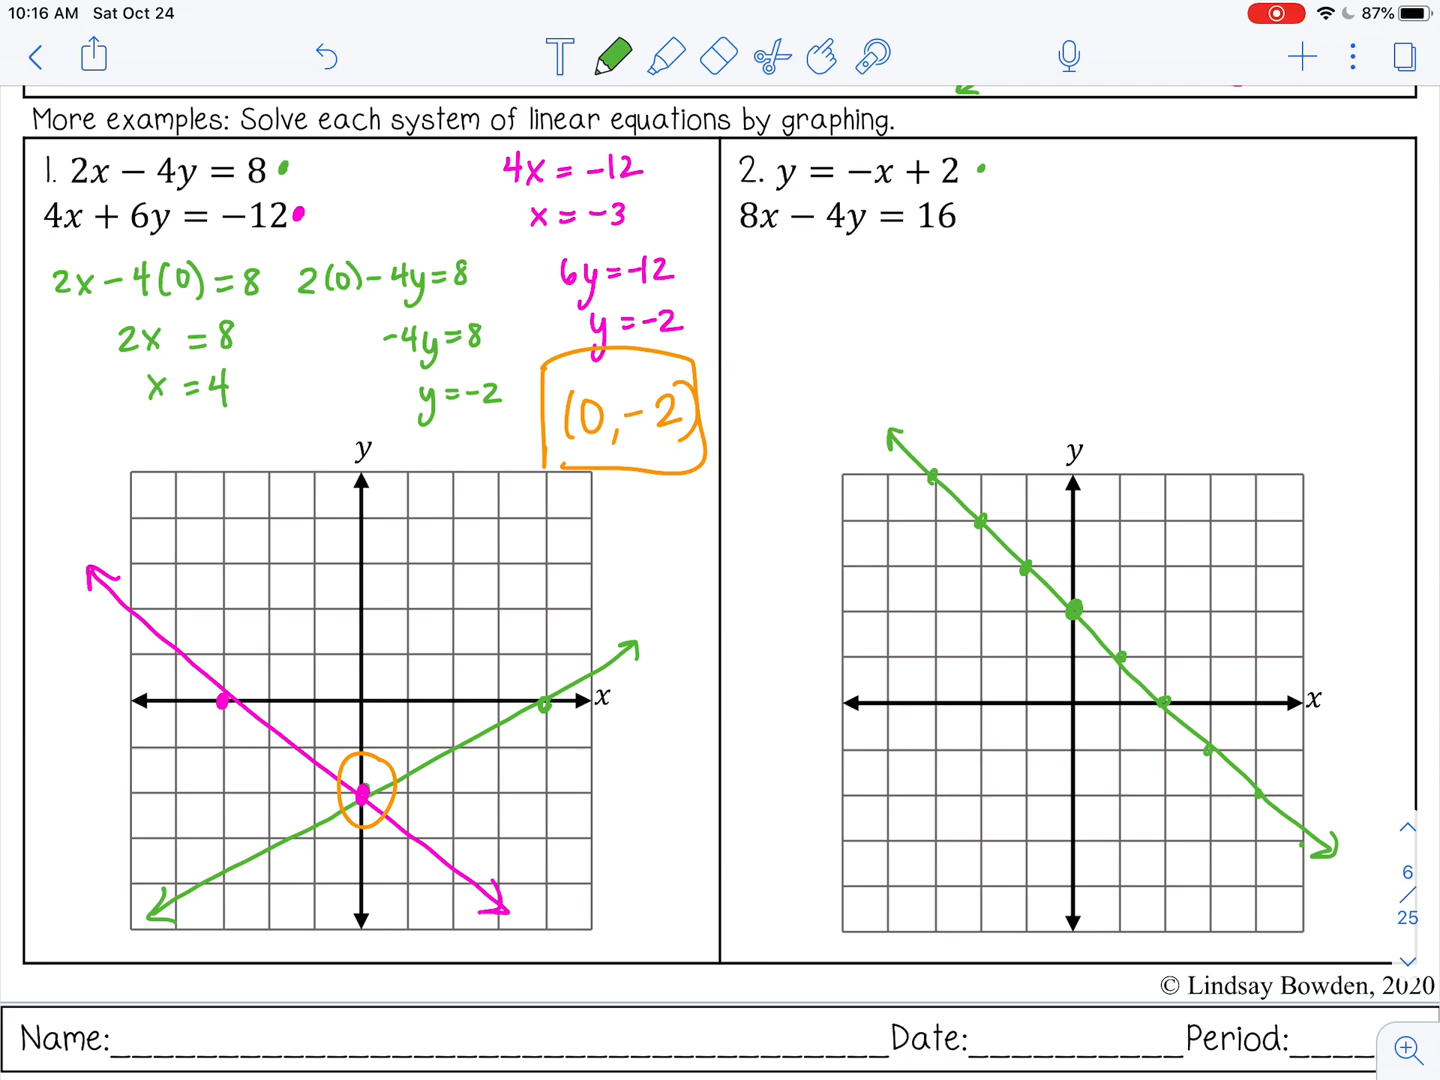 10:16 AM Sat Oct 24
87%
More examples: Solve each system of linear equations by graphing.
1. 2x − 4y = 8
4x + 6y = −12
4x = -12
x = -3
2x - 4(0) = 8
2x = 8
x = 4
2(0) - 4y = 8
-4y = 8
y = -2
6y = -12
y = -2
(0, -2)
y
x
2. y = −x + 2
8x − 4y = 16
y
x
6
/
25
© Lindsay Bowden, 2020
Name:_____________________________________ Date:__________ Period:____